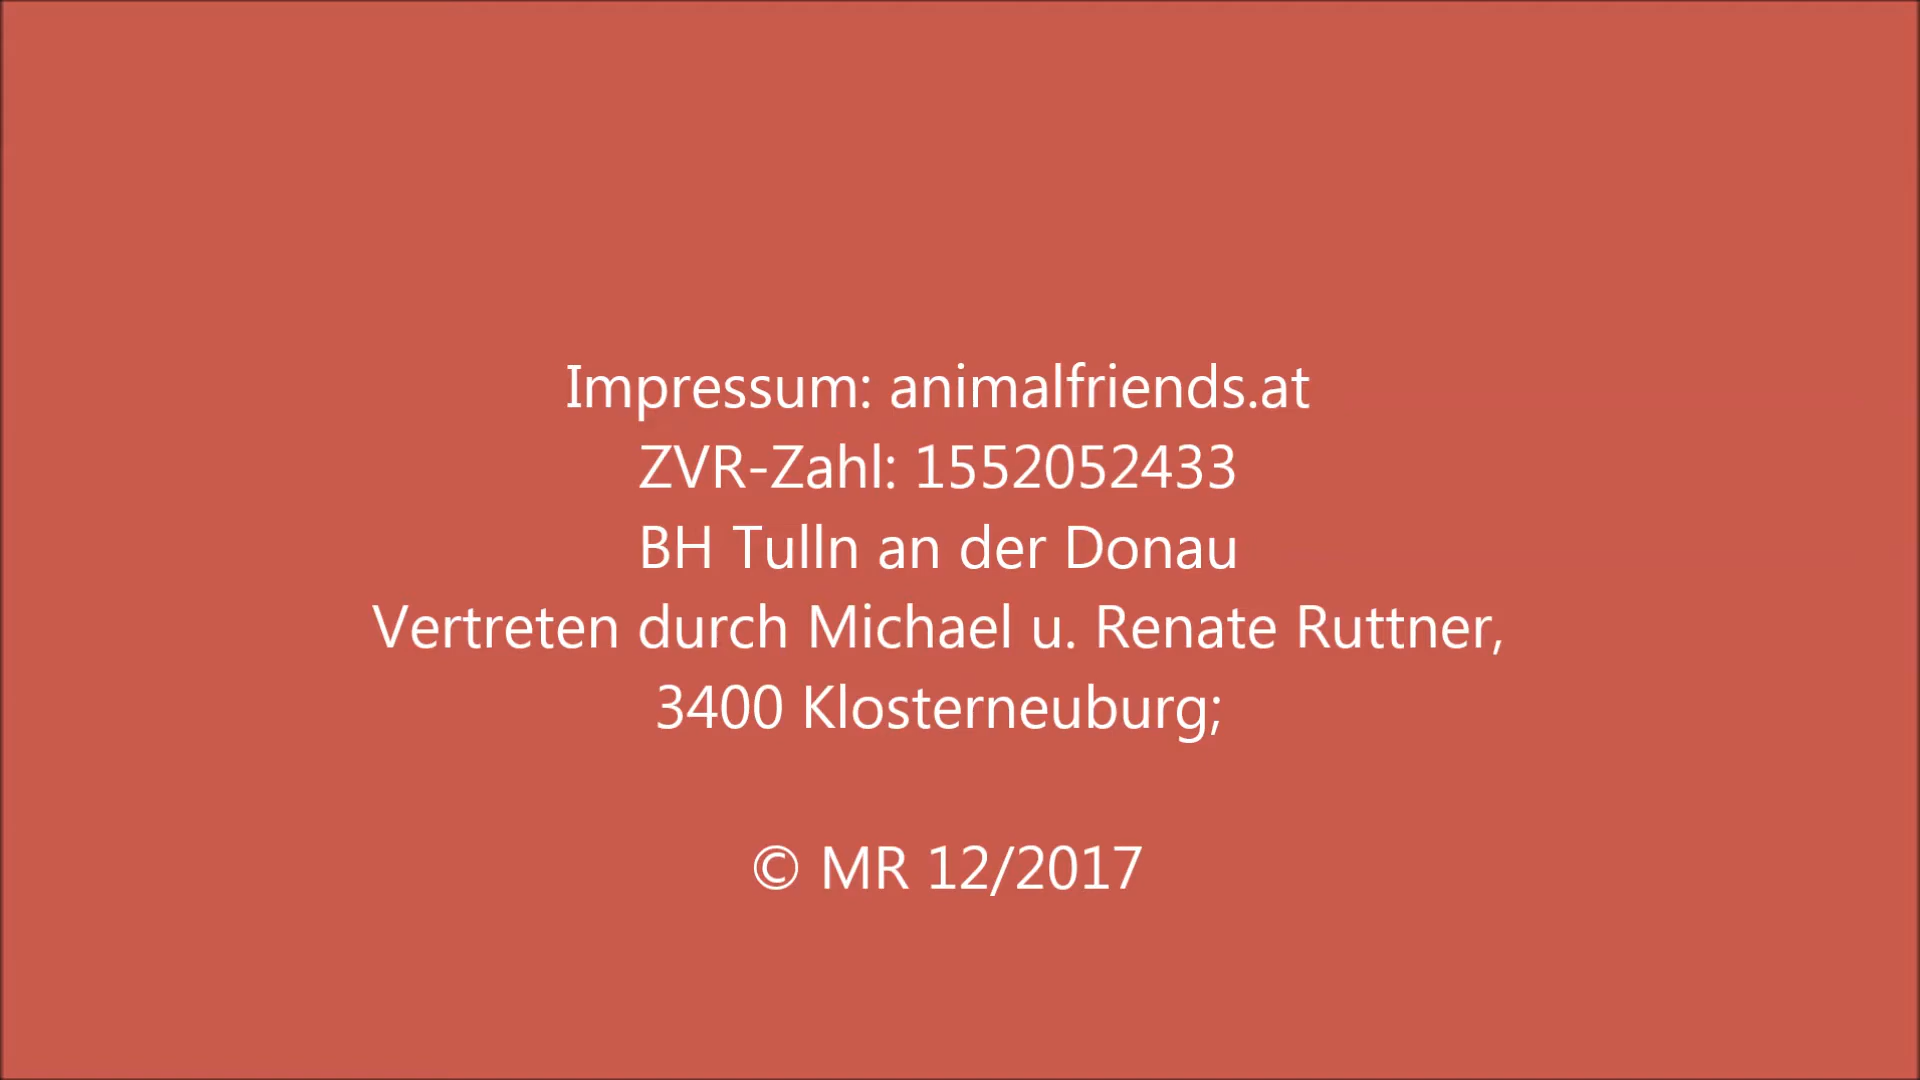 Impressum: animalfriends.at
ZVR-Zahl: 1552052433
BH Tulln an der Donau
Vertreten durch Michael u. Renate Ruttner,
3400 Klosterneuburg;
© MR 12/2017